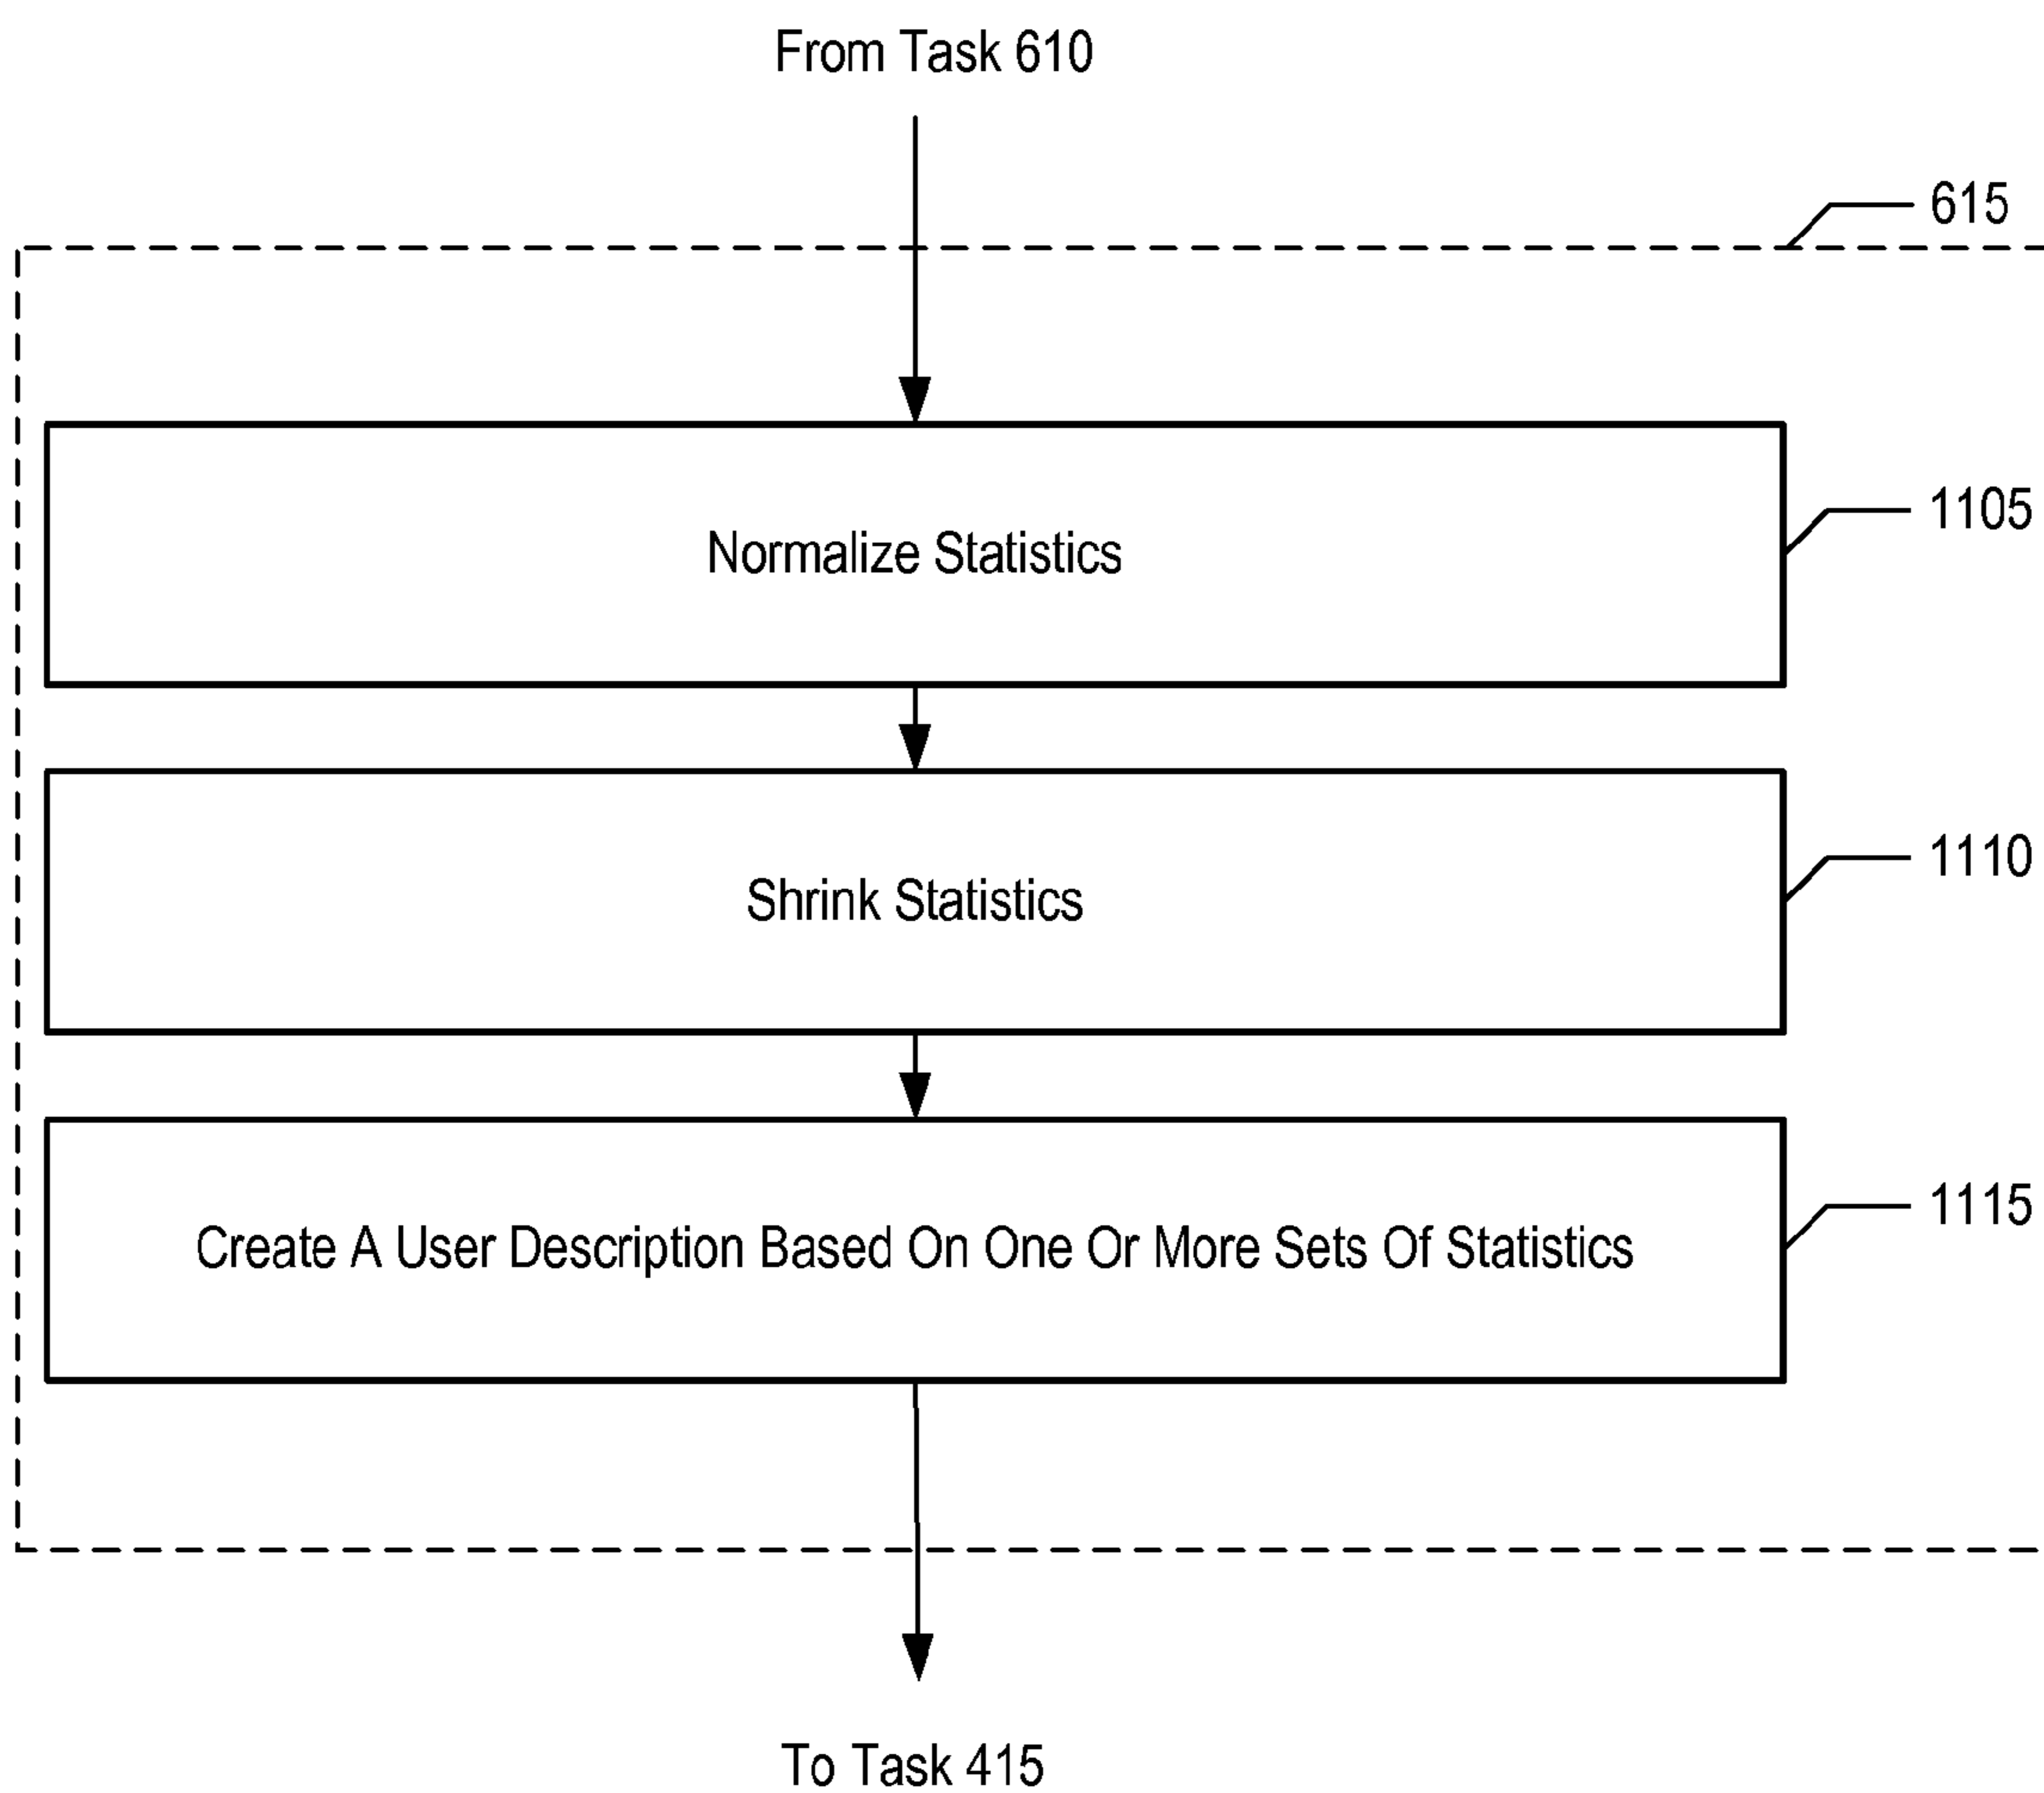 From Task 610
615
Normalize Statistics
1105
Shrink Statistics
1110
Create A User Description Based On One Or More Sets Of Statistics
1115
To Task 415